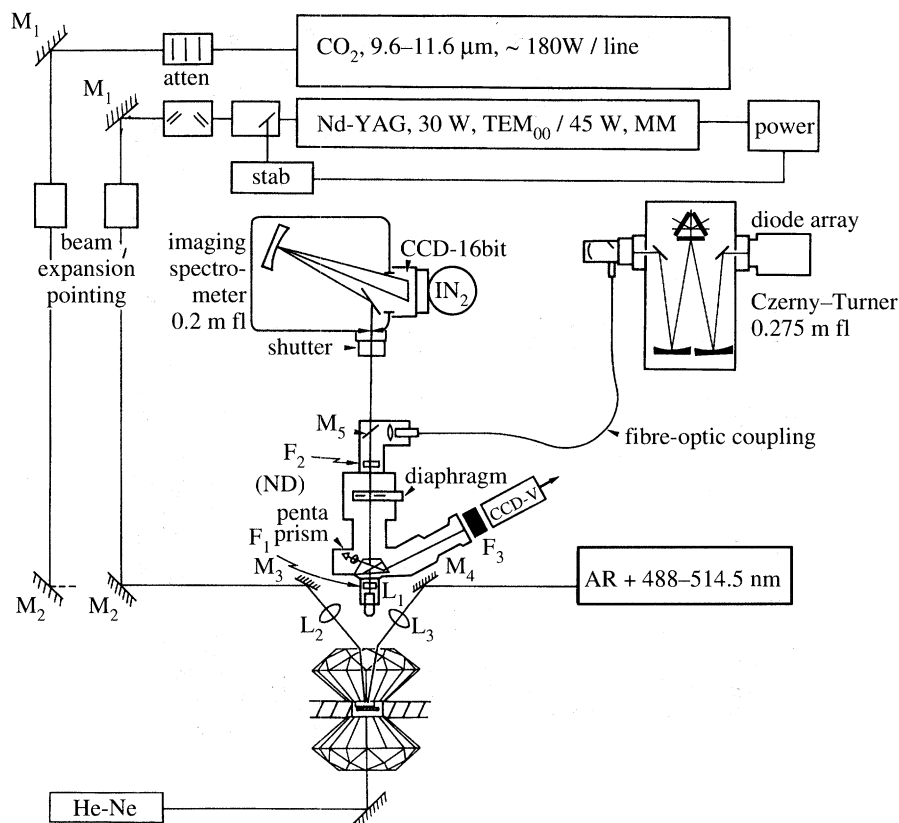 M₁
CO₂, 9.6–11.6 μm, ~ 180W / line
atten
M₁
Nd-YAG, 30 W, TEM₀₀ / 45 W, MM
power
stab
beam
expansion
pointing
imaging
spectro-
meter
0.2 m fl
CCD-16bit
IN₂
shutter
diode array
Czerny–Turner
0.275 m fl
M₅
fibre-optic coupling
F₂
(ND)
diaphragm
penta
prism
CCD-V
F₁
F₃
M₃
M₄
L₁
AR + 488–514.5 nm
M₂
M₂
L₂
L₃
He-Ne